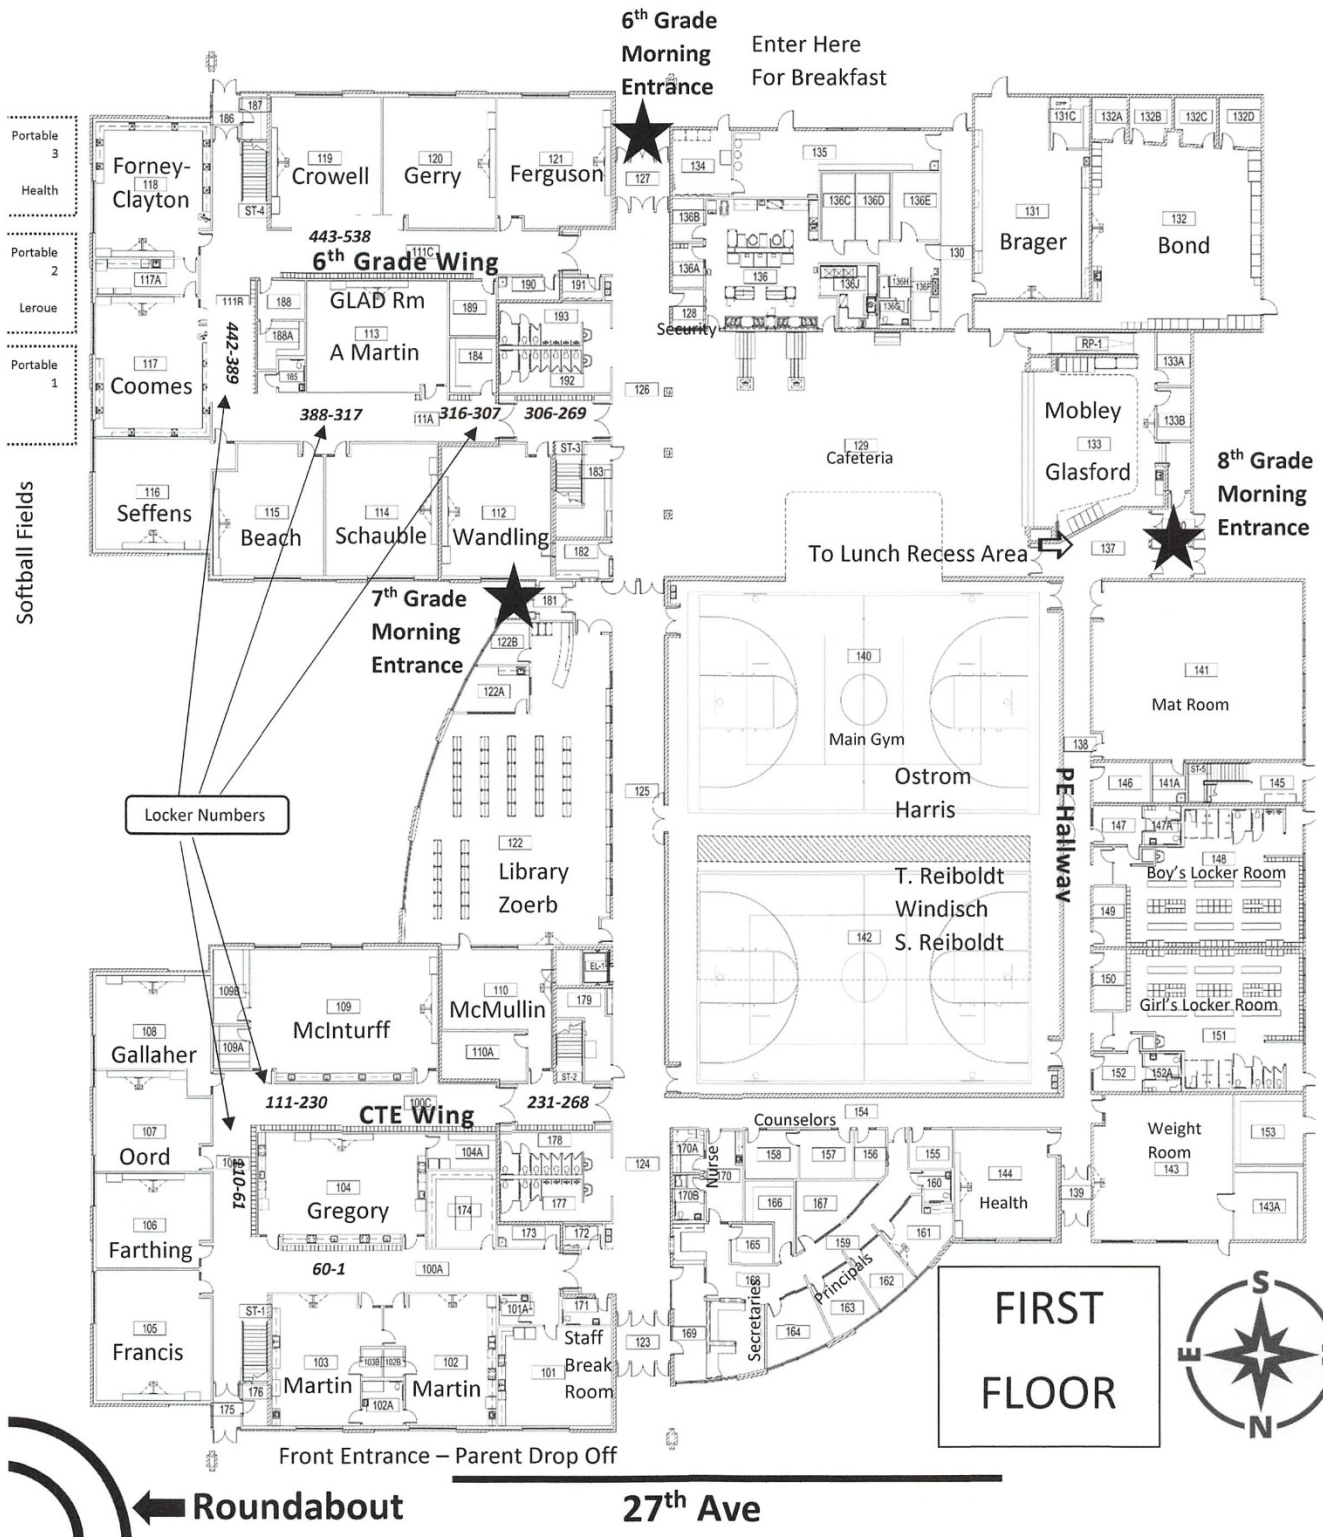 6th Grade
Morning
Entrance
Enter Here
For Breakfast
Portable
3
Health
Portable
2
Leroue
Portable
1
Softball Fields
187
186
Forney-
118
Clayton
119
Crowell
120
Gerry
121
Ferguson
127
134
135
131C
132A
132B
132C
132D
ST-4
136B
136C
136D
136E
131
Brager
132
Bond
443-538
111C
6th Grade Wing
117A
136A
136
130
190
191
136J
136H
136F
136G
111B
188
GLAD Rm
189
193
128
Security
188A
113
A Martin
184
192
185
RP-1
133A
117
Coomes
442-389
126
Mobley
133
Glasford
133B
388-317
111A
316-307
306-269
129
Cafeteria
8th Grade
Morning
Entrance
ST-3
183
116
Seffens
115
Beach
114
Schauble
112
Wandling
182
To Lunch Recess Area
137
7th Grade
Morning
Entrance
181
122B
122A
140
Main Gym
Ostrom
Harris
141
Mat Room
138
PE Hallway
146
141A
ST-5
145
125
Locker Numbers
147
147A
148
Boy's Locker Room
149
122
Library
Zoerb
T. Reiboldt
Windisch
S. Reiboldt
142
150
Girl's Locker Room
151
152
152A
EL-1
109B
109
McInturff
110
McMullin
179
108
Gallaher
109A
110A
ST-2
111-230
100C
CTE Wing
231-268
107
Oord
110-61
104A
178
124
177
104
Gregory
174
173
172
106
Farthing
60-1
100A
Counselors
154
170A
Nurse
170
170B
158
157
156
155
160
166
167
161
165
159
168
Principals
162
163
164
Secretaries
169
144
Health
139
Weight
Room
143
153
143A
105
Francis
ST-1
101A
171
103
Martin
103B
102B
102
Martin
102A
101
Staff
Break
Room
123
176
175
FIRST
FLOOR
S
E
N
Front Entrance – Parent Drop Off
Roundabout
27th Ave